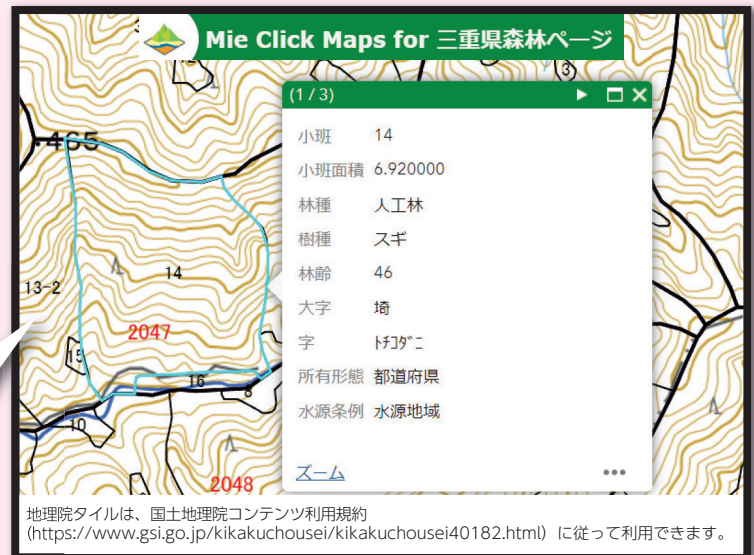 Mie Click Maps for 三重県森林ページ
(3)
(1 / 3)
・465
小班 14
小班面積 6.920000
林種 人工林
樹種 スギ
林齢 46
大字 埼
字 ﾄﾁｺﾀﾞﾆ
所有形態 都道府県
水源条例 水源地域
ズーム
14
13-2
2047
15
16
8
10
2048
地理院タイルは、国土地理院コンテンツ利用規約
(https://www.gsi.go.jp/kikakuchousei/kikakuchousei40182.html) に従って利用できます。